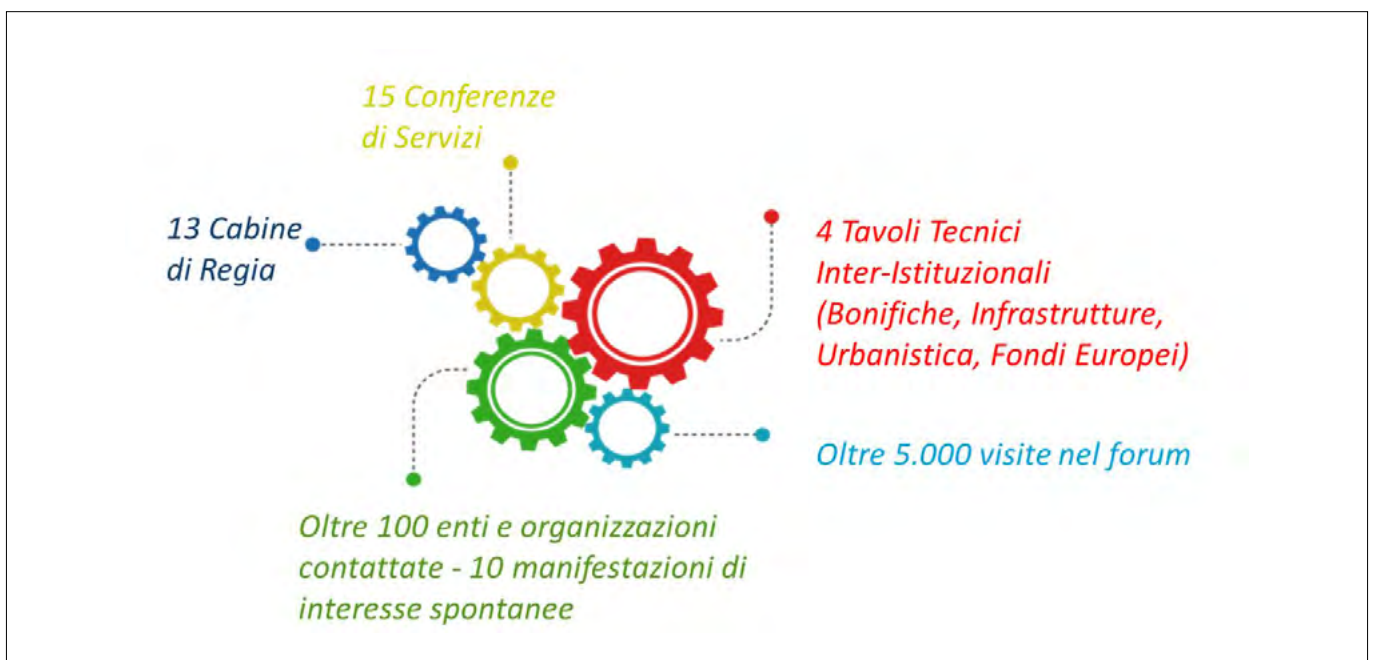 15 Conferenze
di Servizi
13 Cabine
di Regia
4 Tavoli Tecnici
Inter-Istituzionali
(Bonifiche, Infrastrutture,
Urbanistica, Fondi Europei)
Oltre 5.000 visite nel forum
Oltre 100 enti e organizzazioni
contattate - 10 manifestazioni di
interesse spontanee